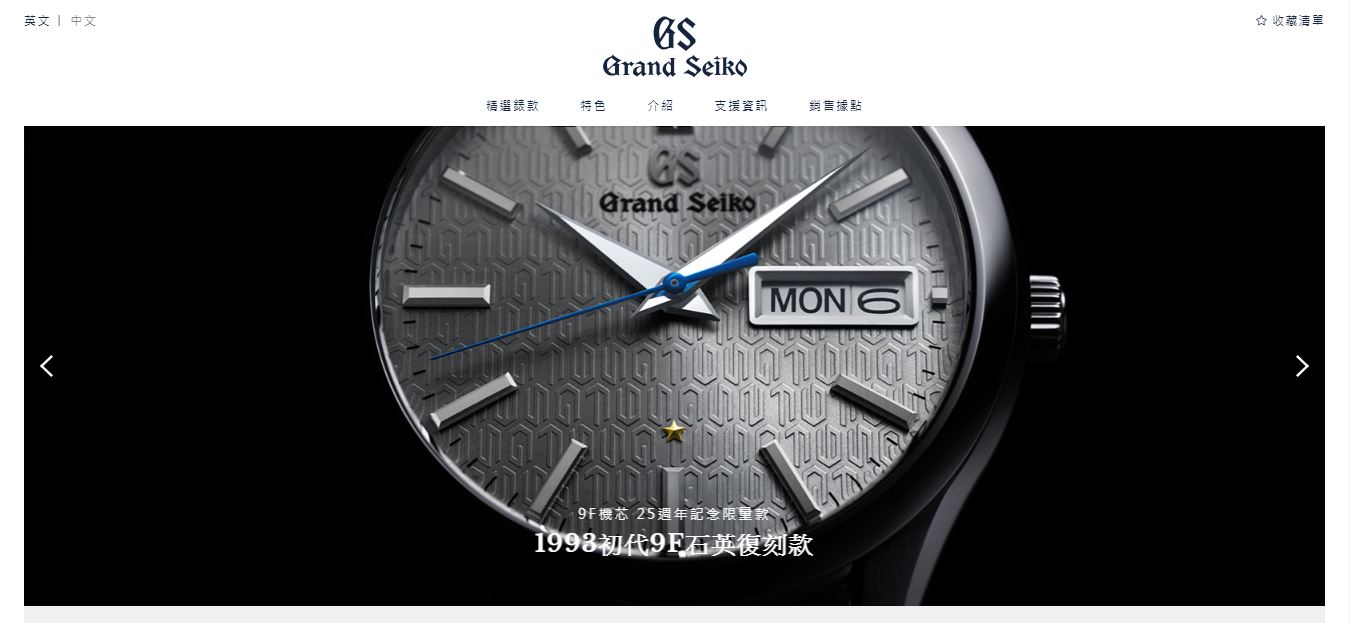 英文 | 中文
☆ 收藏清單
GS
Grand Seiko
精選錶款 特色 介紹 支援資訊 銷售據點
GS
Grand Seiko
MON 6
9F機芯 25週年記念限量款
1993初代9F石英復刻款